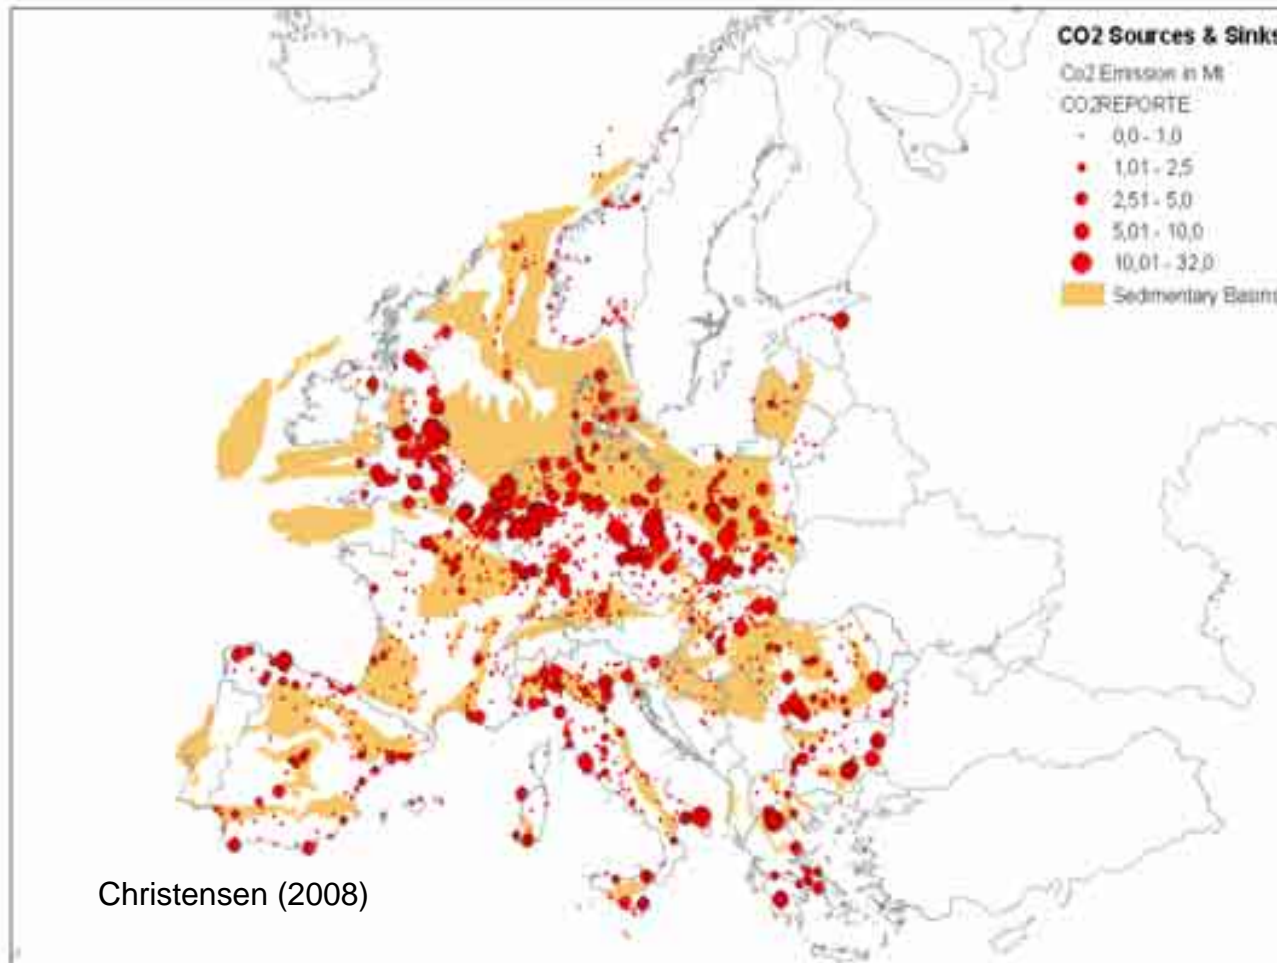 CO2 Sources & Sinks
Co2 Emission in Mt
CO2REPORTE
0,0 - 1,0
1,01 - 2,5
2,51 - 5,0
5,01 - 10,0
10,01 - 32,0
Sedimentary Basins
Christensen (2008)